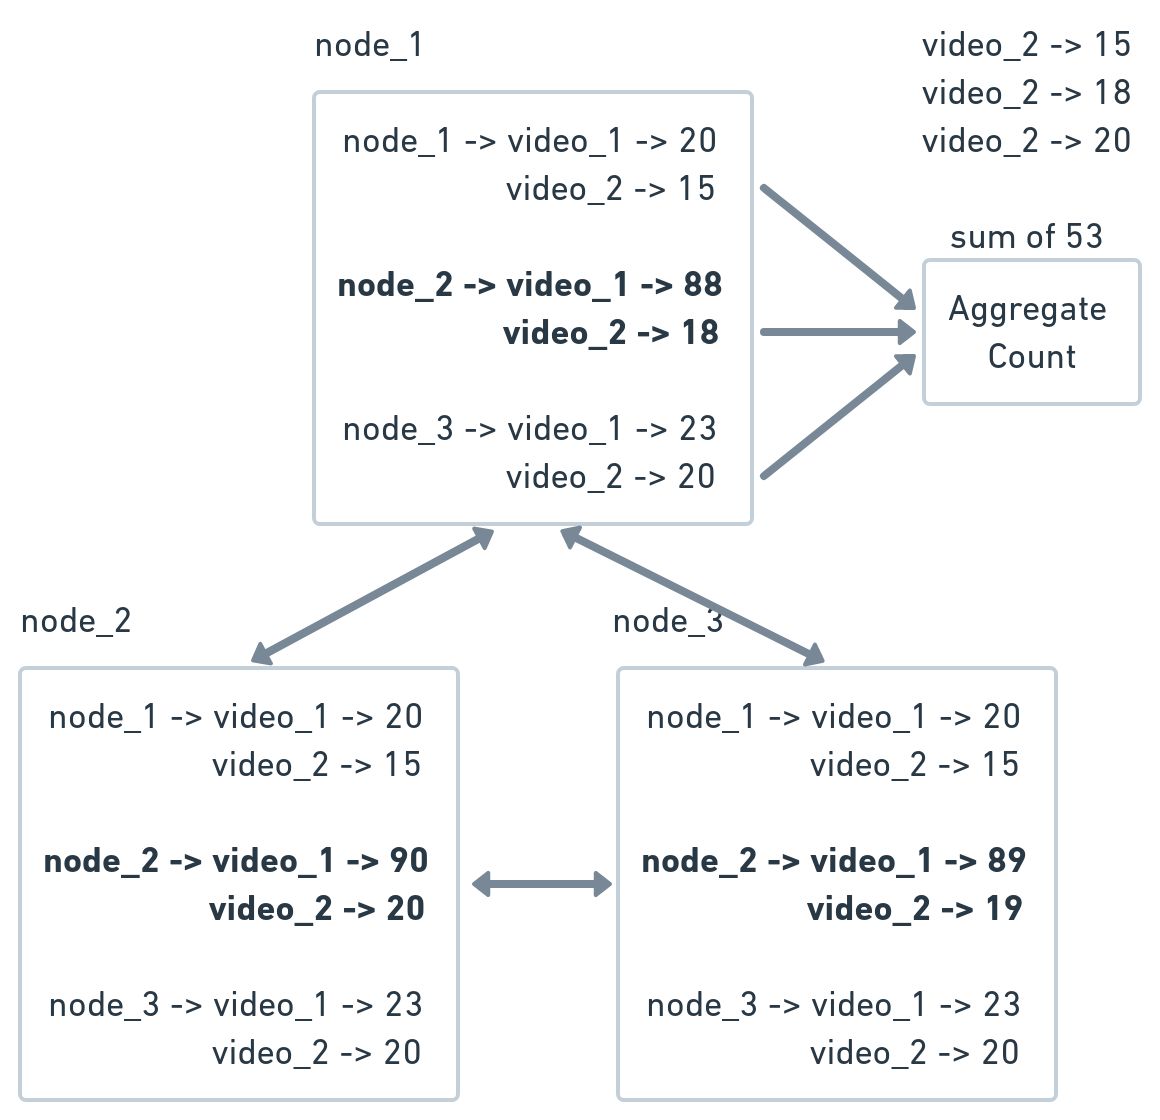 node_1
node_1 -> video_1 -> 20
video_2 -> 15
node_2 -> video_1 -> 88
video_2 -> 18
node_3 -> video_1 -> 23
video_2 -> 20
video_2 -> 15
video_2 -> 18
video_2 -> 20
sum of 53
Aggregate
Count
node_2
node_1 -> video_1 -> 20
video_2 -> 15
node_2 -> video_1 -> 90
video_2 -> 20
node_3 -> video_1 -> 23
video_2 -> 20
node_3
node_1 -> video_1 -> 20
video_2 -> 15
node_2 -> video_1 -> 89
video_2 -> 19
node_3 -> video_1 -> 23
video_2 -> 20